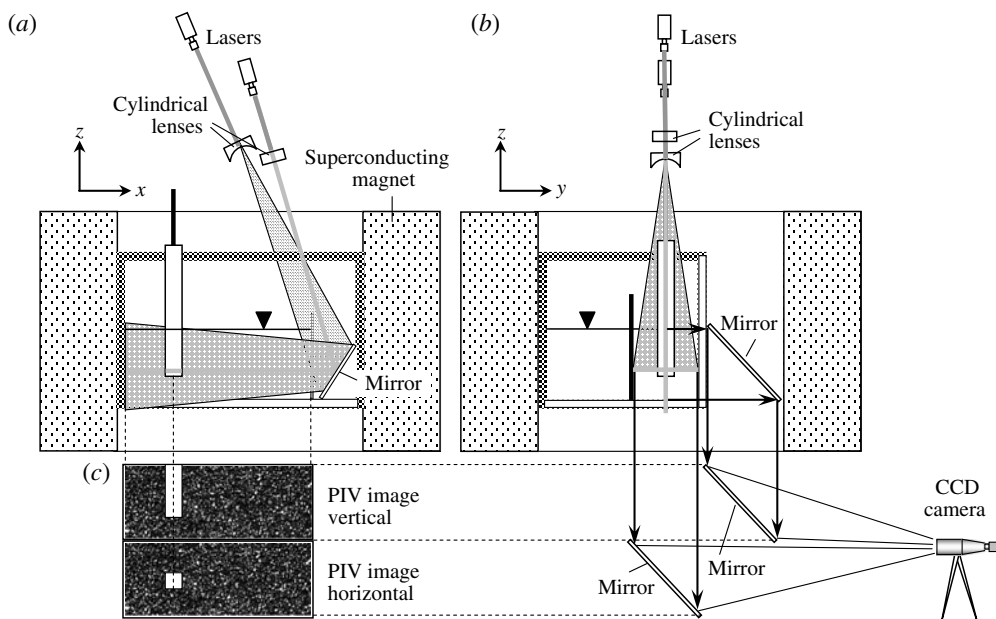 (a)
Lasers
Cylindrical
lenses
Superconducting
magnet
z
x
Mirror
(b)
Lasers
Cylindrical
lenses
z
y
Mirror
(c)
PIV image
vertical
PIV image
horizontal
Mirror
Mirror
CCD
camera